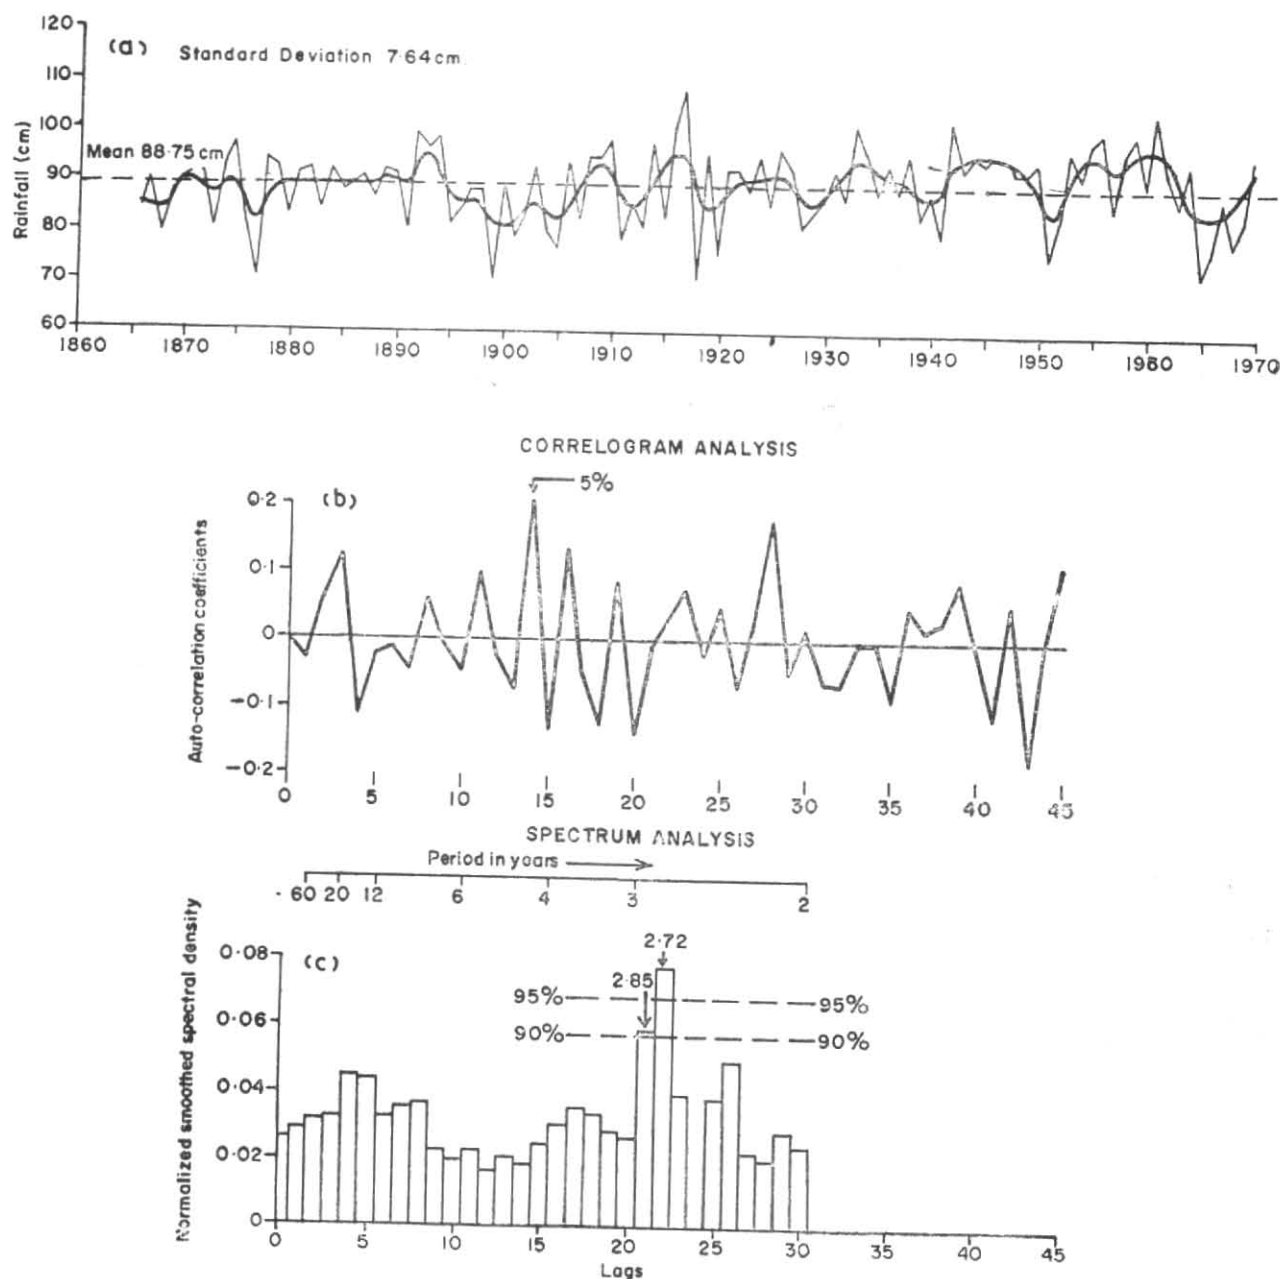 120
(a) Standard Deviation 7·64cm
110
100
Mean 88·75 cm
90
80
70
60
Rainfall (cm)
1860 1870 1880 1890 1900 1910 1920 1930 1940 1950 1960 1970
CORRELOGRAM ANALYSIS
5%
(b)
0·2
0·1
0
-0·1
-0·2
Auto-correlation coefficients
0 5 10 15 20 25 30 35 40 45
SPECTRUM ANALYSIS
Period in years
60 20 12 6 4 3 2
2·72
(c)
2·85
95% 95%
90% 90%
0·08
0·06
0·04
0·02
0
Normalized smoothed spectral density
0 5 10 15 20 25 30 35 40 45
Lags